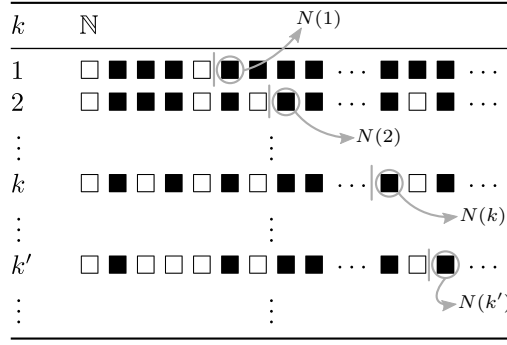 k ℕ
N(1)
1 □ ■ ■ ■ □ ■ ■ ■ ■ ⋯ ■ ■ ■ ⋯
2 □ ■ ■ ■ □ ■ □ ■ ■ ⋯ ■ □ ■ ⋯
N(2)
⋮ ⋮
k □ ■ □ ■ □ ■ □ ■ ■ ⋯ ■ □ ■ ⋯
N(k)
⋮ ⋮
k′ □ ■ □ □ □ ■ □ ■ ■ ⋯ ■ □ ■ ⋯
N(k′)
⋮ ⋮